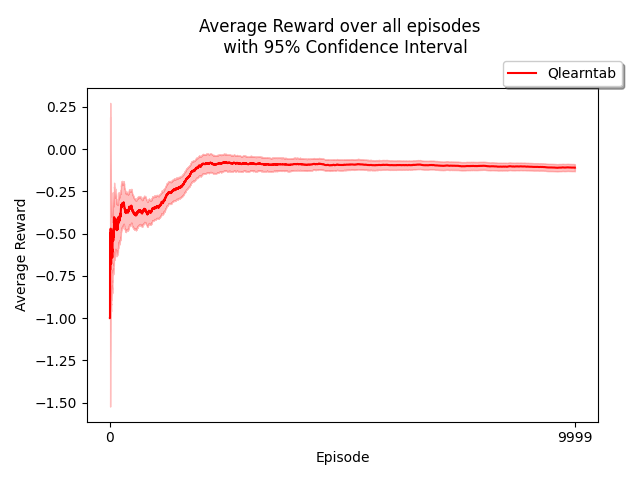 Average Reward over all episodes
with 95% Confidence Interval
Qlearntab
0.25
0.00
−0.25
−0.50
−0.75
−1.00
−1.25
−1.50
Average Reward
0
9999
Episode